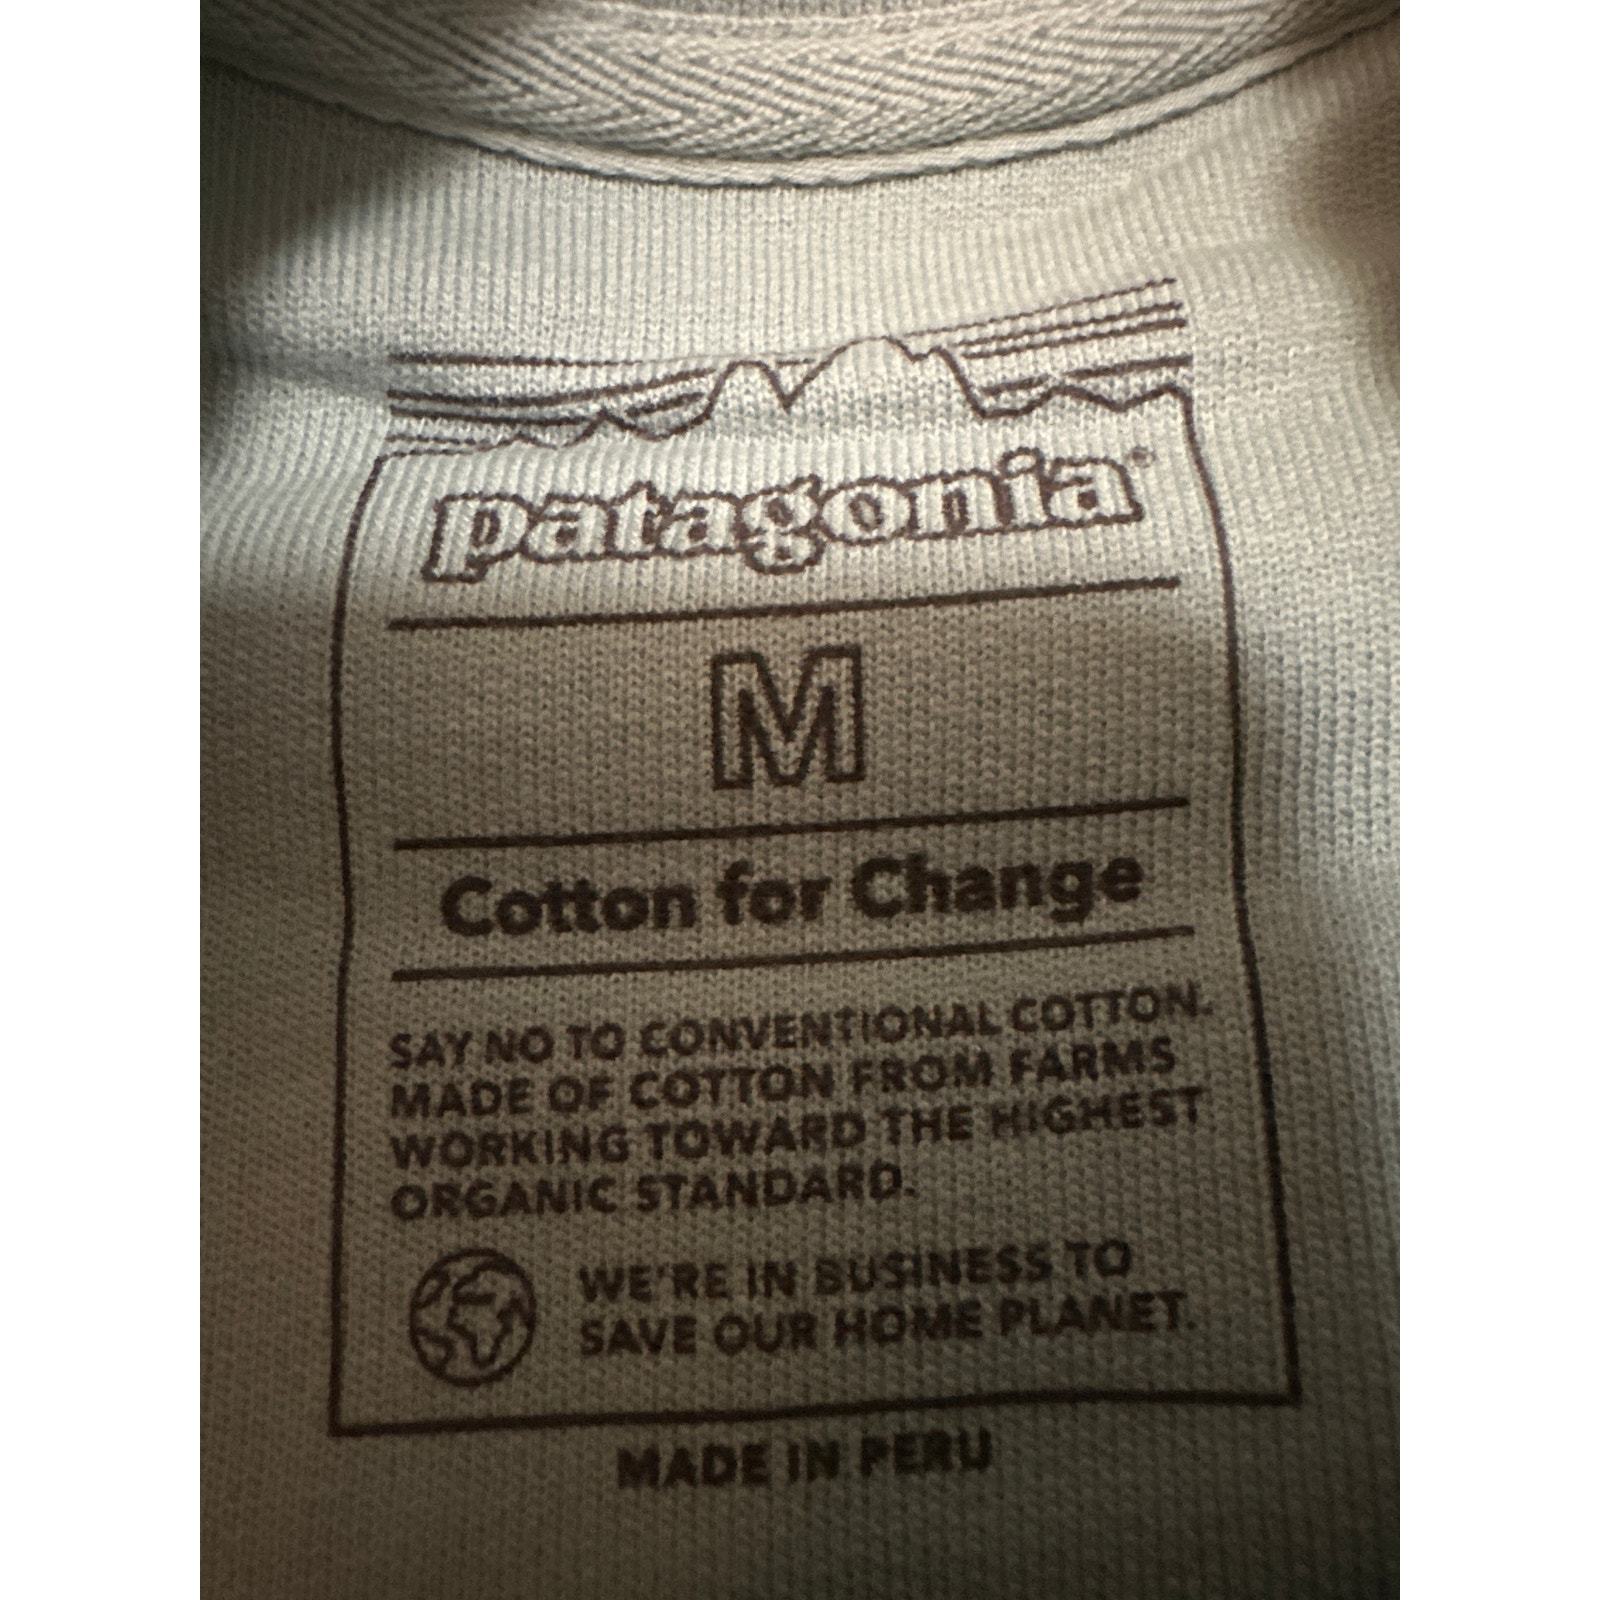 patagonia®
M
Cotton for Change
SAY NO TO CONVENTIONAL COTTON.
MADE OF COTTON FROM FARMS
WORKING TOWARD THE HIGHEST
ORGANIC STANDARD.
WE'RE IN BUSINESS TO
SAVE OUR HOME PLANET.
MADE IN PERU